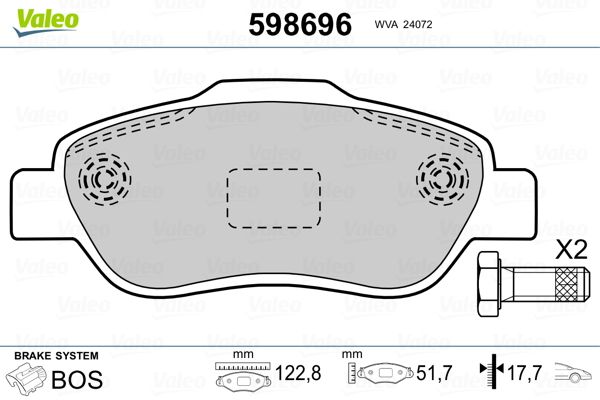 Valeo
598696 WVA 24072
X2
BRAKE SYSTEM
BOS
mm
122,8
mm
51,7
17,7